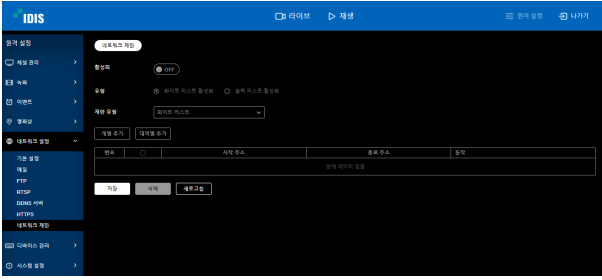 IDIS
라이브
재생
원격 설정
나가기
원격 설정
채널 관리
녹화
이벤트
캘파상
네트워크 설정
기본 설정
메일
FTP
RTSP
DDNS 서버
HTTPS
네트워크 제한
디바이스 관리
시스템 설정
네트워크 제한
활성화
OFF
유형
화이트 리스트 활성화
블랙 리스트 활성화
제한 유형
화이트 리스트
개별 추가
대역별 추가
번호
시작 주소
종료 주소
동작
현재 데이터 없음
저장
삭제
새로고침